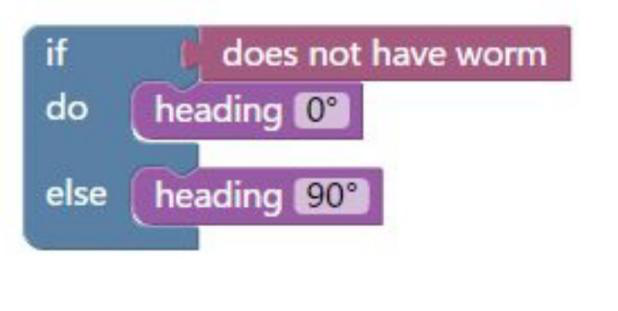 if does not have worm
do heading 0°
else heading 90°